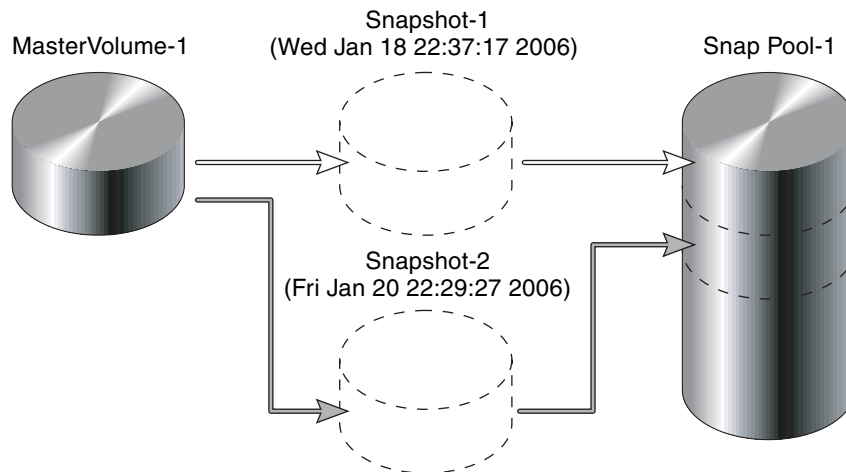 MasterVolume-1
Snapshot-1
(Wed Jan 18 22:37:17 2006)
Snap Pool-1
Snapshot-2
(Fri Jan 20 22:29:27 2006)